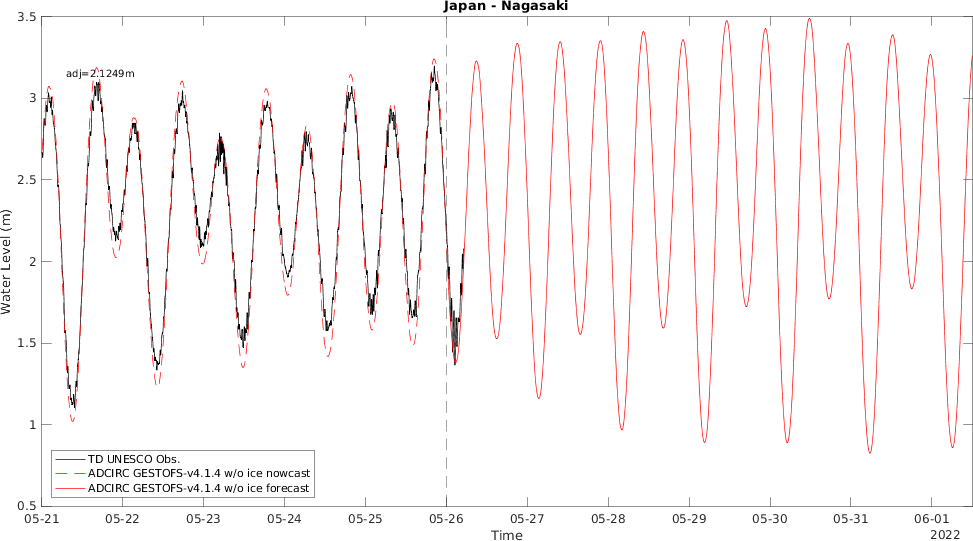 Japan - Nagasaki
3.5
adj=2.1249m
3
2.5
Water Level (m)
2
1.5
1
TD UNESCO Obs.
ADCIRC GESTOFS-v4.1.4 w/o ice nowcast
ADCIRC GESTOFS-v4.1.4 w/o ice forecast
0.5
05-21 05-22 05-23 05-24 05-25 05-26 05-27 05-28 05-29 05-30 05-31 06-01
Time 2022